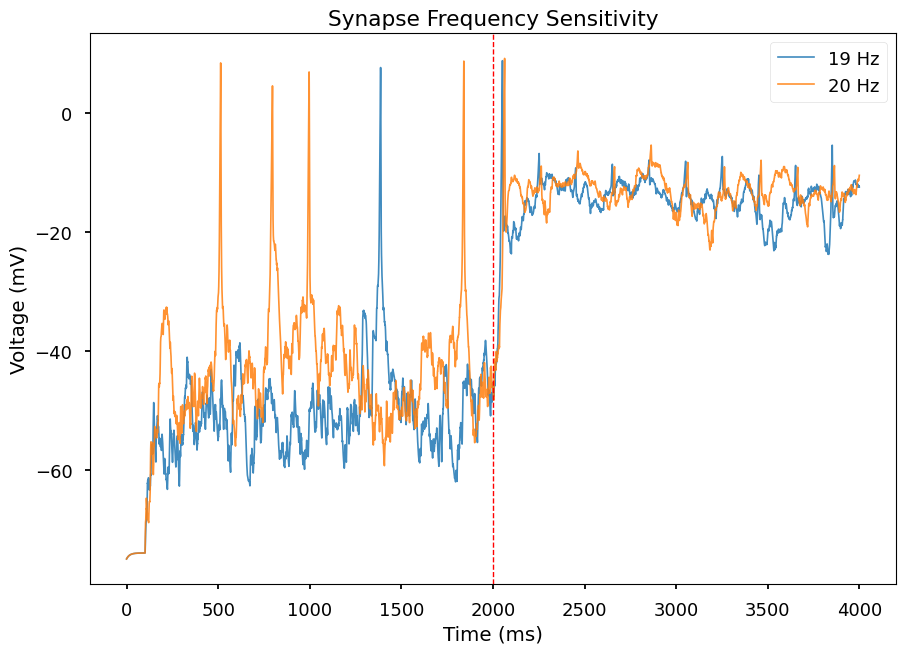 Synapse Frequency Sensitivity
19 Hz
20 Hz
Voltage (mV)
0
−20
−40
−60
0 500 1000 1500 2000 2500 3000 3500 4000
Time (ms)